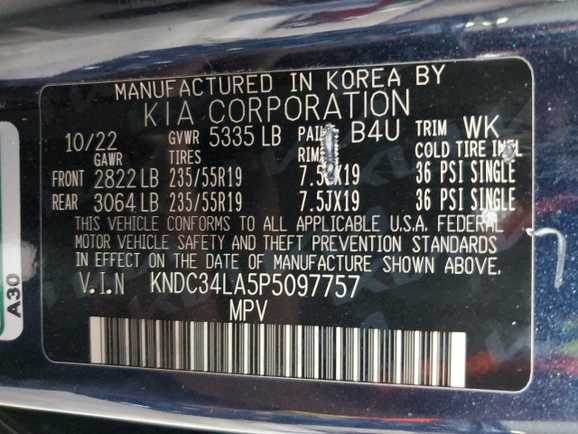 MANUFACTURED IN KOREA BY
KIA CORPORATION
10/22 GVWR 5335 LB B4U TRIM WK
GAWR TIRES RIM COLD TIRE
FRONT 2822 LB 235/55R19 36 PSI SINGLE
REAR 3064 LB 235/55R19 7.5JX19 36 PSI SINGLE
THIS VEHICLE CONFORMS TO ALL APPLICABLE U.S.A. FEDERAL
MOTOR VEHICLE SAFETY AND THEFT PREVENTION STANDARDS
IN EFFECT ON THE DATE OF MANUFACTURE SHOWN ABOVE.
V.I.N KNDC34LA5P5097757
MPV
A30